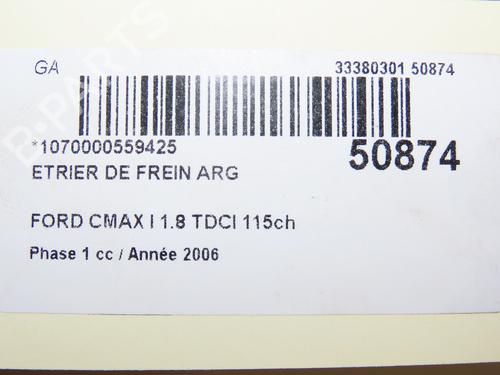 GA 33380301 50874
*1070000559425 50874
ETRIER DE FREIN ARG
FORD CMAX I 1.8 TDCI 115ch
Phase 1 cc / Année 2006
B-PARTS